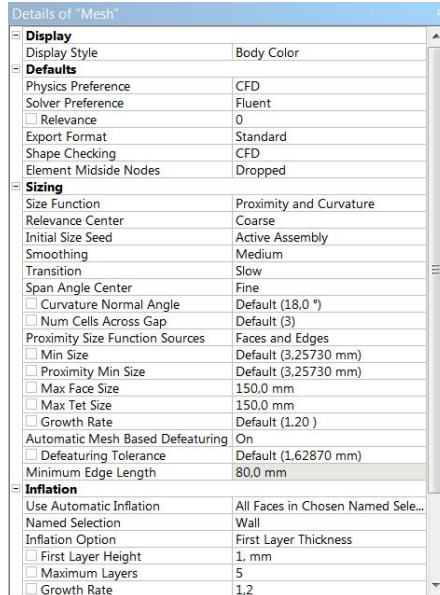 Details of "Mesh"
Display
Display Style Body Color
Defaults
Physics Preference CFD
Solver Preference Fluent
Relevance 0
Export Format Standard
Shape Checking CFD
Element Midside Nodes Dropped
Sizing
Size Function Proximity and Curvature
Relevance Center Coarse
Initial Size Seed Active Assembly
Smoothing Medium
Transition Slow
Span Angle Center Fine
Curvature Normal Angle Default (18,0 °)
Num Cells Across Gap Default (3)
Proximity Size Function Sources Faces and Edges
Min Size Default (3,25730 mm)
Proximity Min Size Default (3,25730 mm)
Max Face Size 150,0 mm
Max Tet Size 150,0 mm
Growth Rate Default (1,20 )
Automatic Mesh Based Defeaturing On
Defeaturing Tolerance Default (1,62870 mm)
Minimum Edge Length 80,0 mm
Inflation
Use Automatic Inflation All Faces in Chosen Named Sele...
Named Selection Wall
Inflation Option First Layer Thickness
First Layer Height 1, mm
Maximum Layers 5
Growth Rate 1,2